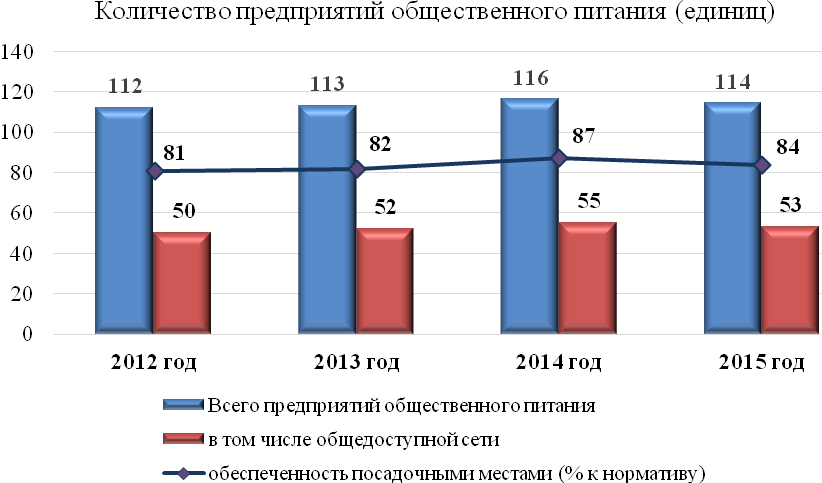 Количество предприятий общественного питания (единиц)
140
120
100
80
60
40
20
0
112
113
116
114
81
82
87
84
50
52
55
53
2012 год
2013 год
2014 год
2015 год
Всего предприятий общественного питания
в том числе общедоступной сети
обеспеченность посадочными местами (% к нормативу)